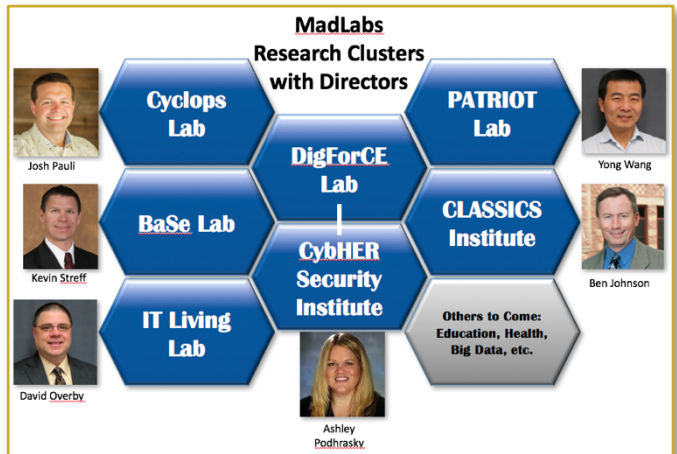 MadLabs
Research Clusters
with Directors
Cyclops
Lab
PATRIOT
Lab
Josh Pauli
DigForCE
Lab
Yong Wang
BaSe Lab
CLASSICS
Institute
Kevin Streff
CybHER
Security
Institute
Ben Johnson
IT Living
Lab
Others to Come:
Education, Health,
Big Data, etc.
David Overby
Ashley
Podhrasky